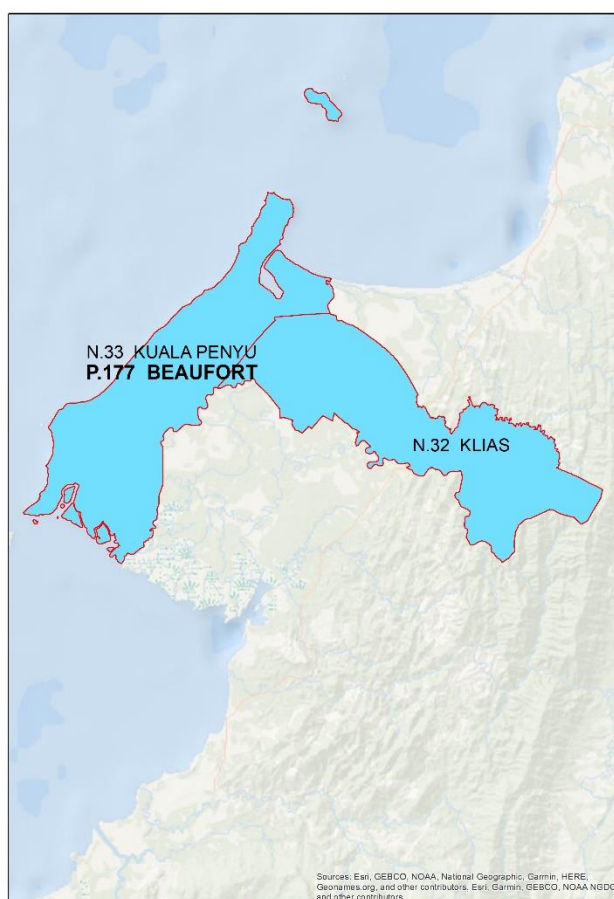 N.33 KUALA PENYU
P.177 BEAUFORT
N.32 KLIAS
Sources: Esri, GEBCO, NOAA, National Geographic, Garmin, HERE,
Geonames.org, and other contributors. Esri, Garmin, GEBCO, NOAA NGDC
and other contributors